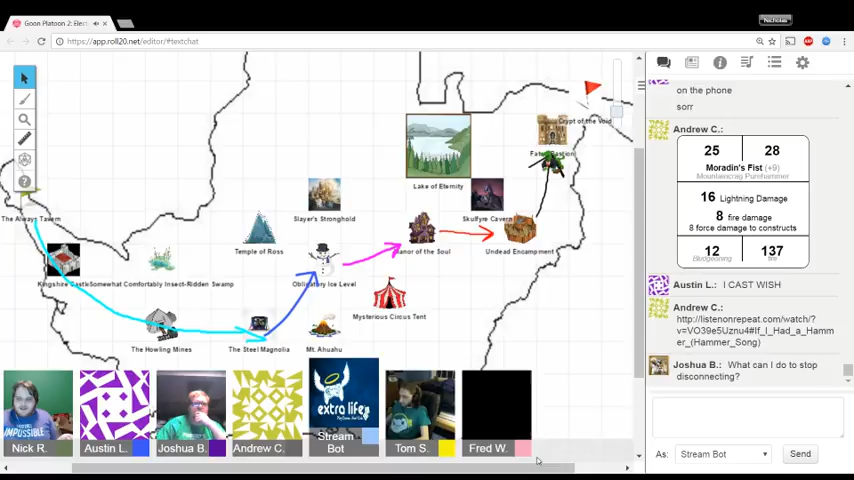 Goon Platoon 2: Elec
Nicholas
https://app.roll20.net/editor/#textchat
on the phone
sorr
Andrew C.:
25 28
Moradin's Fist (+9)
Mountaincrag Purehammer
16 Lightning Damage
8 fire damage
8 force damage to constructs
12 137
Bludgeoning fire
Austin L.: I CAST WISH
Andrew C.:
http://listenonrepeat.com/watch/?
v=VO39e5Uznu4#If_I_Had_a_Hamm
er_(Hammer_Song)
Joshua B.: What can I do to stop
disconnecting?
As: Stream Bot Send
Crypt of the Void
Lake of Eternity
Skulfyre Cavern
Slayer's Stronghold
The Always Tavern
Temple of Ross
Manor of the Soul
Undead Encampment
Kingshire Castle
Somewhat Comfortably Insect-Ridden Swamp
Obligatory Ice Level
Mysterious Circus Tent
The Howling Mines
The Steel Magnolia
Mt. Ahuahu
IMPOSSIBLE
extra life
Nick R.
Austin L.
Joshua B.
Andrew C.
Stream
Bot
Tom S.
Fred W.